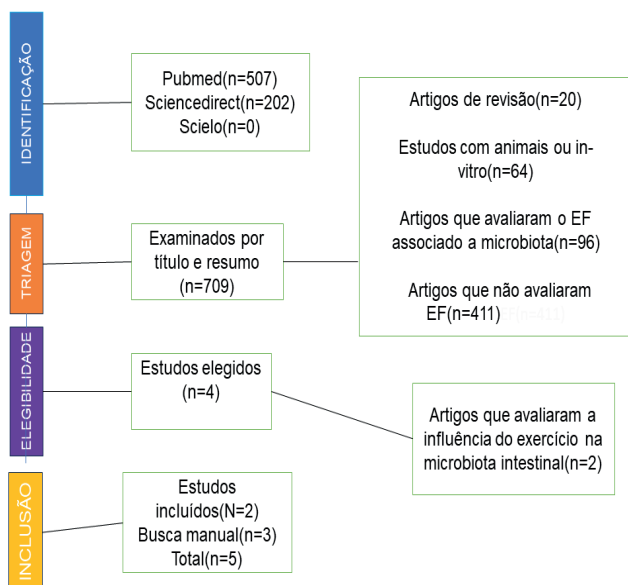 IDENTIFICAÇÃO
Pubmed(n=507)
Sciencedirect(n=202)
Scielo(n=0)
Artigos de revisão(n=20)
Estudos com animais ou in-
vitro(n=64)
Artigos que avaliaram o EF
associado a microbiota(n=96)
Artigos que não avaliaram
EF(n=411) EF(n=411)
TRIAGEM
Examinados por
título e resumo
(n=709)
ELEGIBILIDADE
Estudos elegidos
(n=4)
Artigos que avaliaram a
influência do exercício na
microbiota intestinal(n=2)
INCLUSÃO
Estudos
incluídos(N=2)
Busca manual(n=3)
Total(n=5)